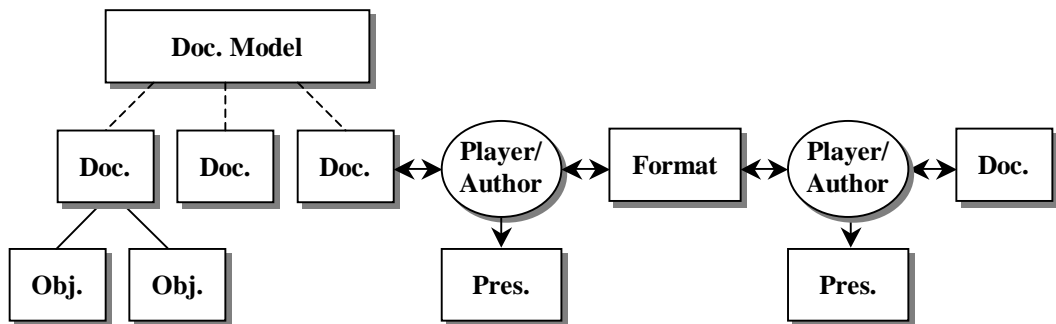 Doc. Model
Doc.
Doc.
Doc.
Player/
Author
Format
Player/
Author
Doc.
Obj.
Obj.
Pres.
Pres.